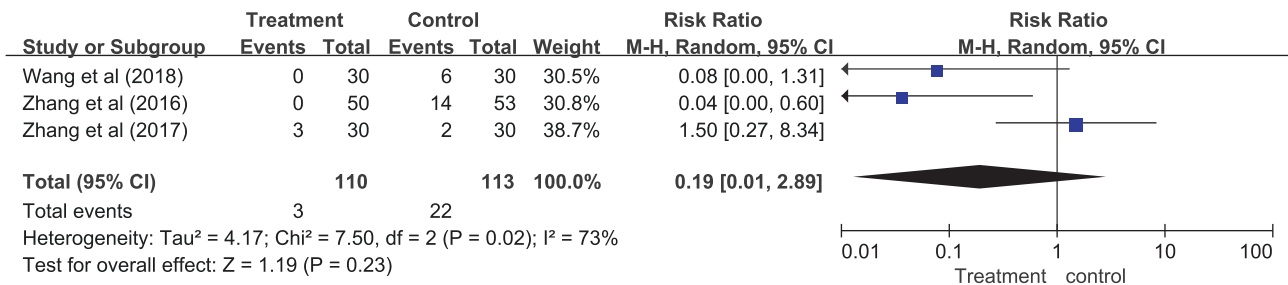 Treatment Control Risk Ratio Risk Ratio
Study or Subgroup Events Total Events Total Weight M-H, Random, 95% CI M-H, Random, 95% CI
Wang et al (2018) 0 30 6 30 30.5% 0.08 [0.00, 1.31]
Zhang et al (2016) 0 50 14 53 30.8% 0.04 [0.00, 0.60]
Zhang et al (2017) 3 30 2 30 38.7% 1.50 [0.27, 8.34]
Total (95% CI) 110 113 100.0% 0.19 [0.01, 2.89]
Total events 3 22
Heterogeneity: Tau² = 4.17; Chi² = 7.50, df = 2 (P = 0.02); I² = 73%
Test for overall effect: Z = 1.19 (P = 0.23)
0.01 0.1 1 10 100
Treatment control